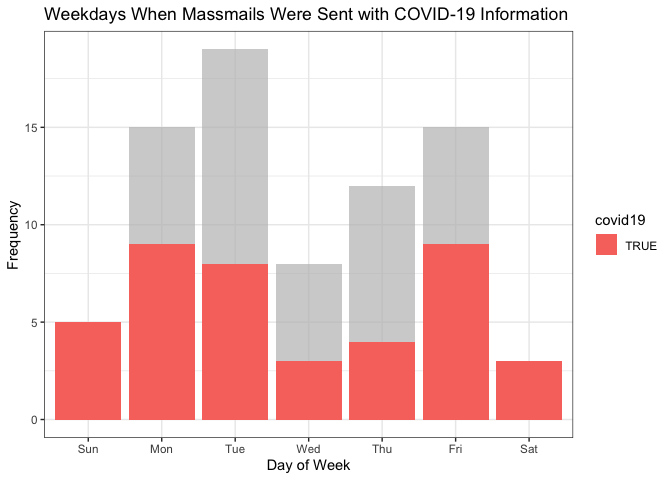 Weekdays When Massmails Were Sent with COVID-19 Information
Frequency
15
10
5
0
Sun Mon Tue Wed Thu Fri Sat
Day of Week
covid19
TRUE